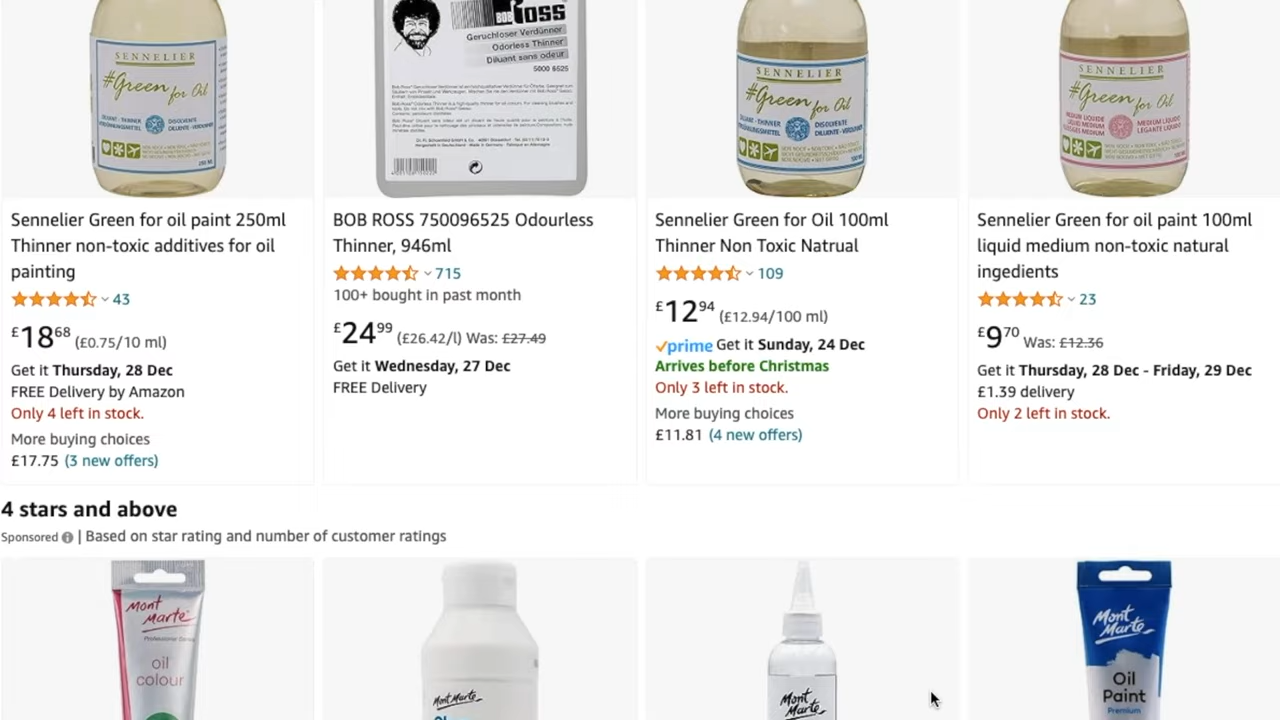 SENNELIER
#Green for Oil
BOB ROSS
Geruchloser Verdünner
Odorless Thinner
Diluant sans odeur
5000 6525
SENNELIER
#Green for Oil
SENNELIER
#Green for Oil
Sennelier Green for oil paint 250ml
Thinner non-toxic additives for oil
painting
43
£18 68 (£0.75/10 ml)
Get it Thursday, 28 Dec
FREE Delivery by Amazon
Only 4 left in stock.
More buying choices
£17.75 (3 new offers)
BOB ROSS 750096525 Odourless
Thinner, 946ml
715
100+ bought in past month
£24 99 (£26.42/l) Was: £27.49
Get it Wednesday, 27 Dec
FREE Delivery
Sennelier Green for Oil 100ml
Thinner Non Toxic Natrual
109
£12 94 (£12.94/100 ml)
prime Get it Sunday, 24 Dec
Arrives before Christmas
Only 3 left in stock.
More buying choices
£11.81 (4 new offers)
Sennelier Green for oil paint 100ml
liquid medium non-toxic natural
ingedients
23
£9 70 Was: £12.36
Get it Thursday, 28 Dec - Friday, 29 Dec
£1.39 delivery
Only 2 left in stock.
4 stars and above
Sponsored | Based on star rating and number of customer ratings
Mont
Marte
oil
colour
Mont Marte
Mont
Marte
Mont
Marte
Oil
Paint
Premium